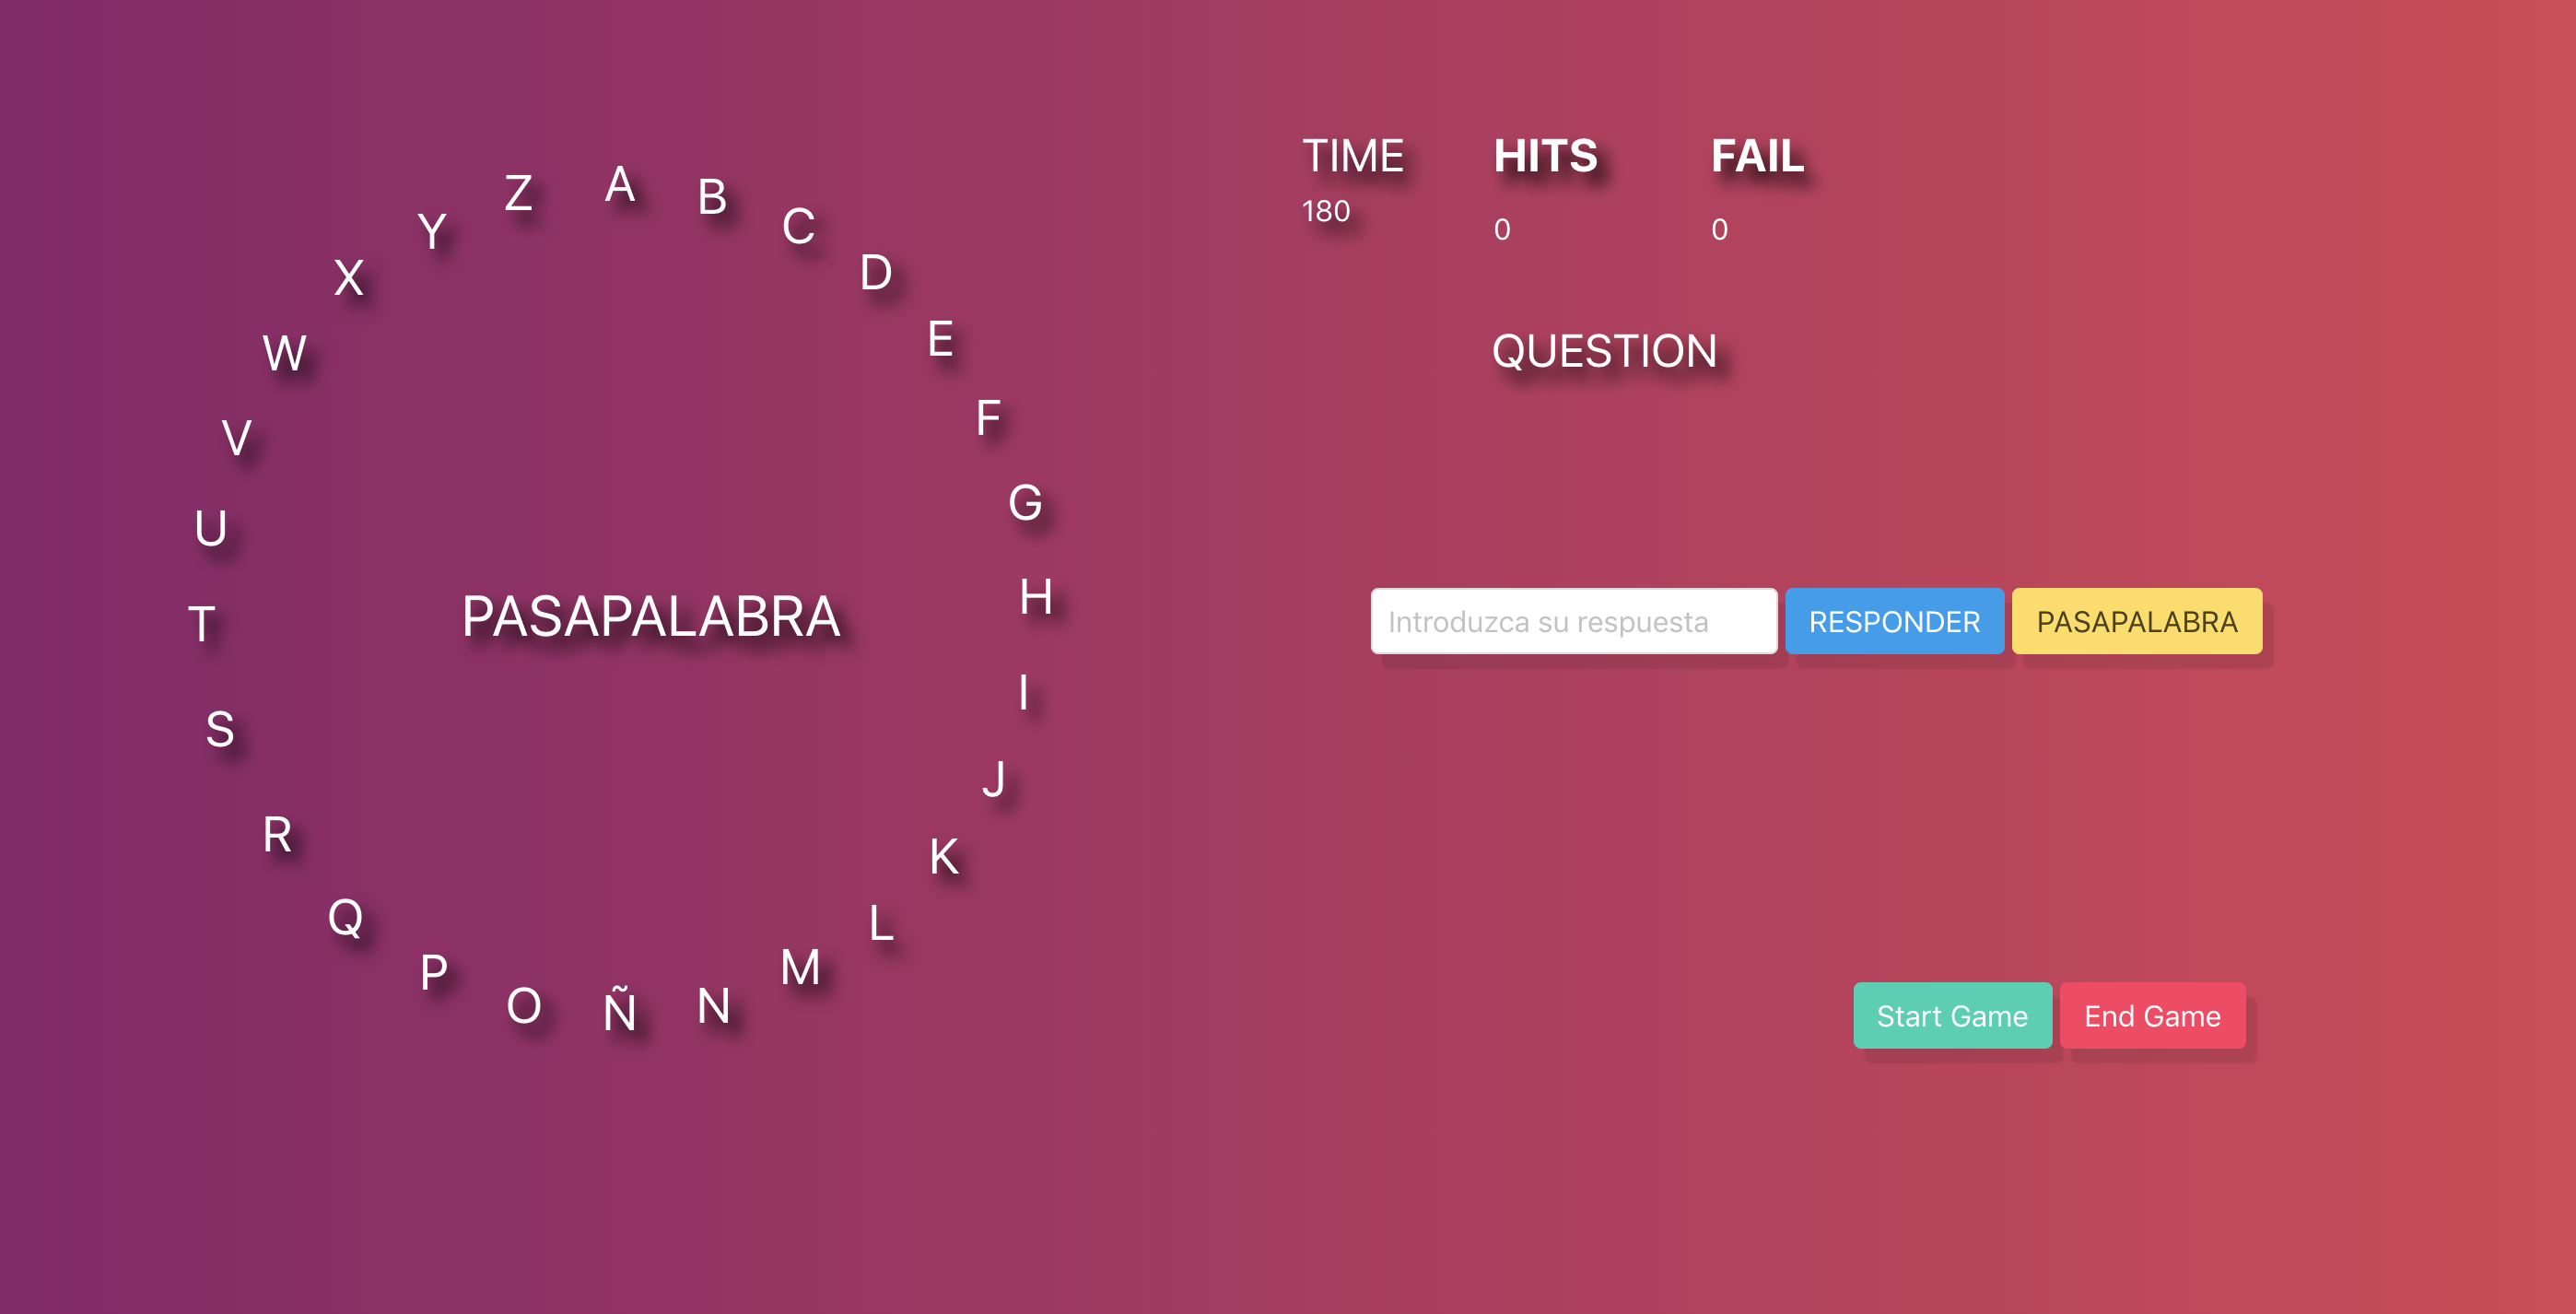 A
B
C
D
E
F
G
H
I
J
K
L
M
N
Ñ
O
P
Q
R
S
T
U
V
W
X
Y
Z
PASAPALABRA
TIME HITS FAIL
180 0 0
QUESTION
Introduzca su respuesta RESPONDER PASAPALABRA
Start Game End Game